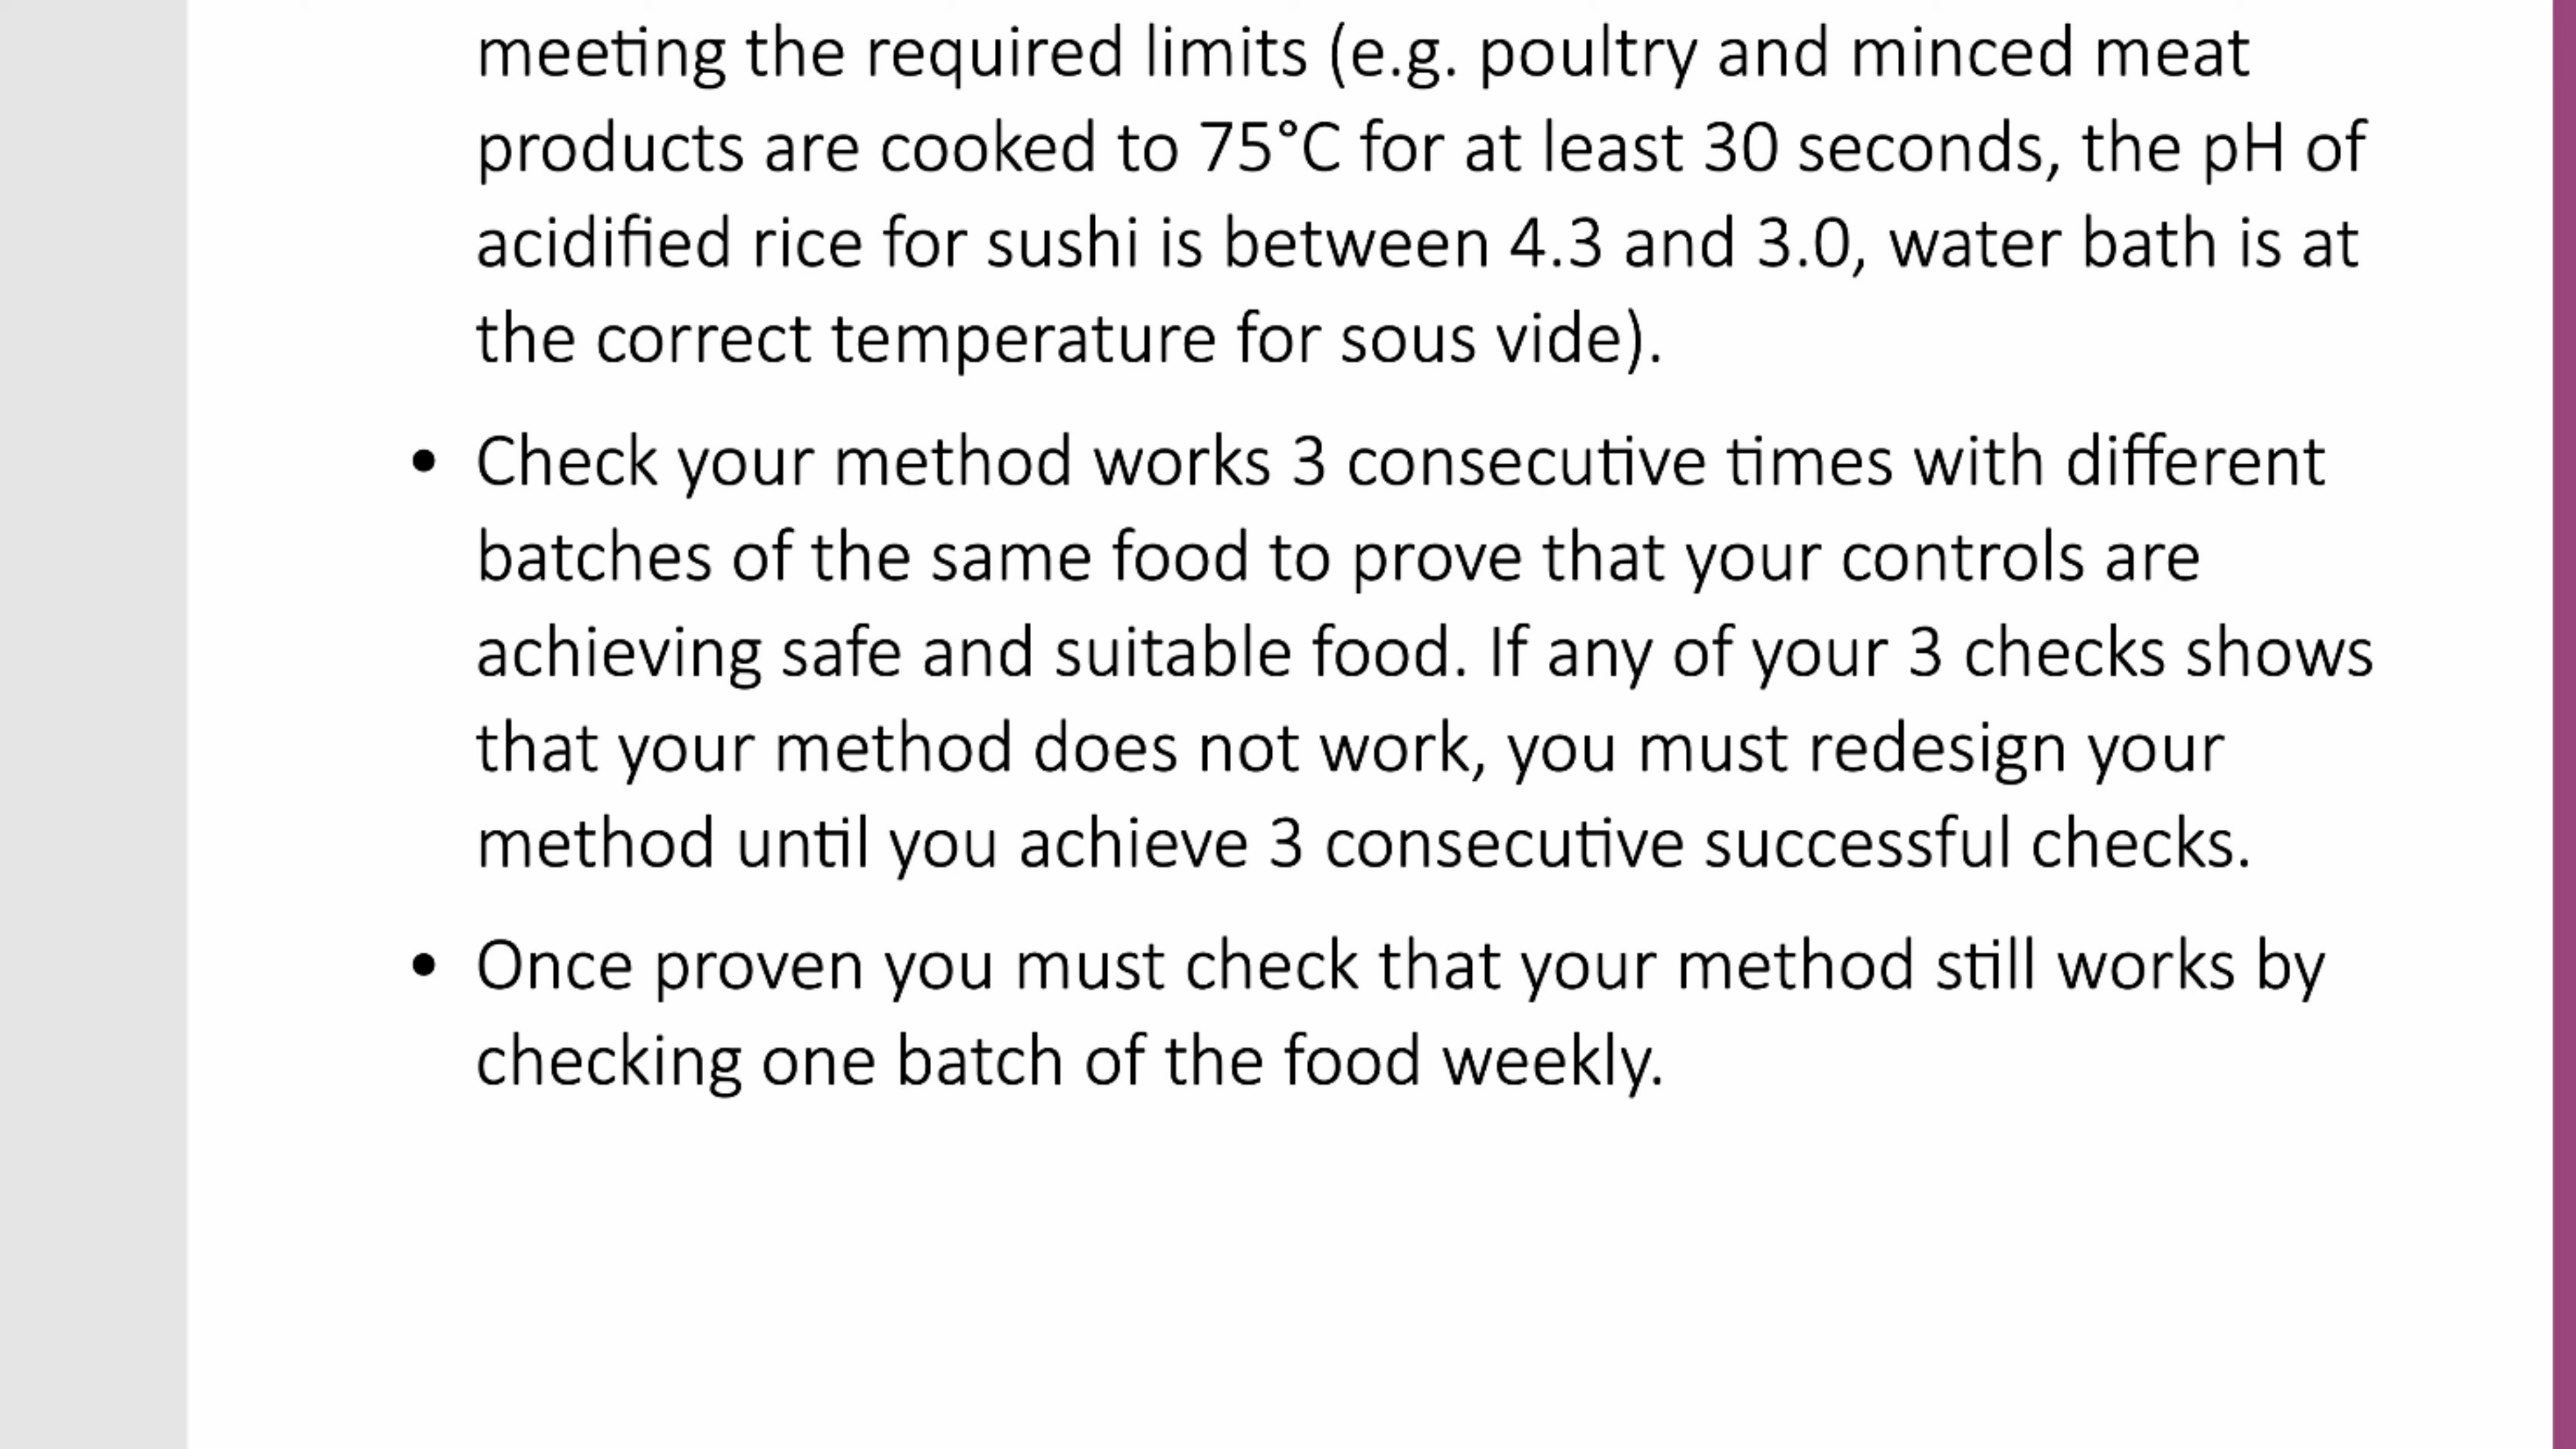 meeting the required limits (e.g. poultry and minced meat
products are cooked to 75°C for at least 30 seconds, the pH of
acidified rice for sushi is between 4.3 and 3.0, water bath is at
the correct temperature for sous vide).
• Check your method works 3 consecutive times with different
batches of the same food to prove that your controls are
achieving safe and suitable food. If any of your 3 checks shows
that your method does not work, you must redesign your
method until you achieve 3 consecutive successful checks.
• Once proven you must check that your method still works by
checking one batch of the food weekly.